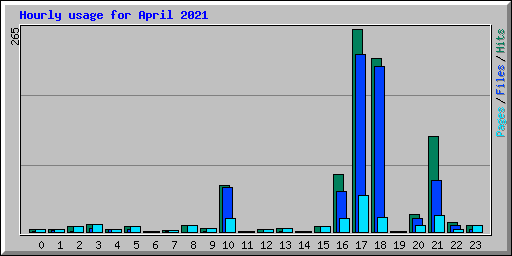 Hourly usage for April 2021
265
Pages/Files/Hits
0 1 2 3 4 5 6 7 8 9 10 11 12 13 14 15 16 17 18 19 20 21 22 23